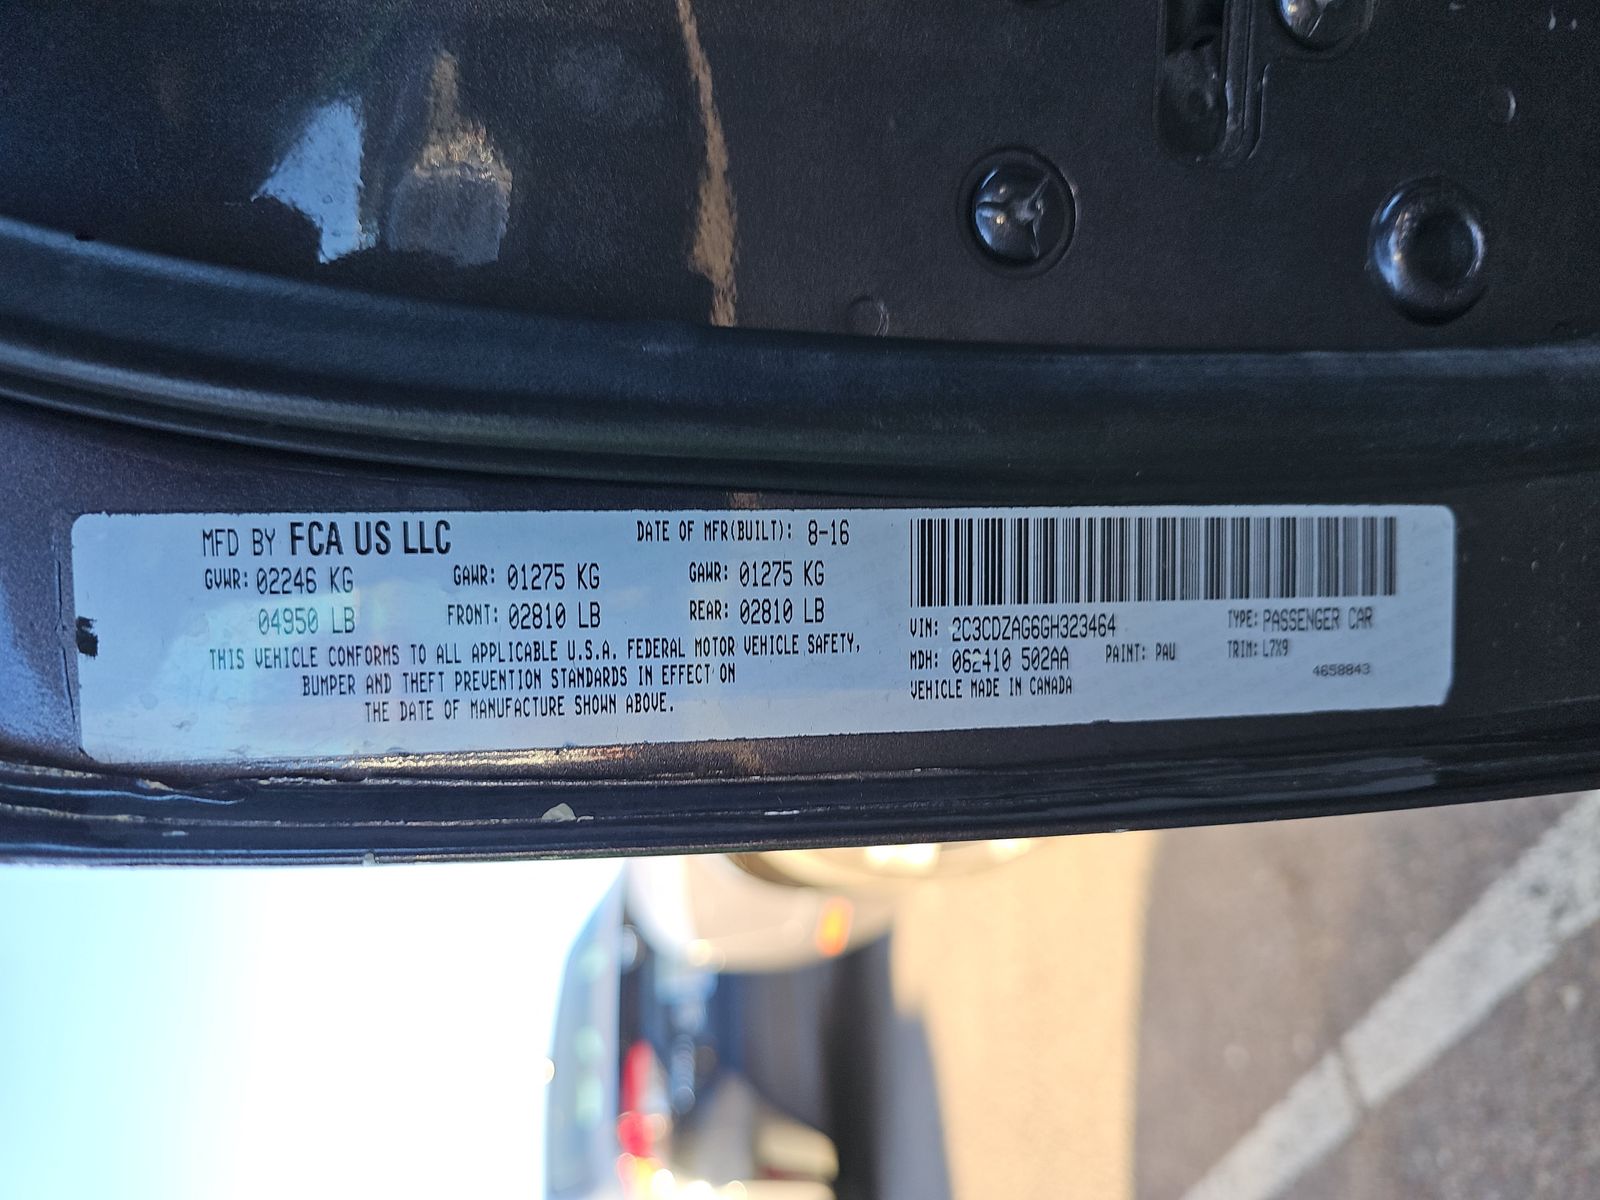 MFD BY FCA US LLC
DATE OF MFR(BUILT): 8-16
GVWR: 02246 KG
04950 LB
GAWR: 01275 KG
FRONT: 02810 LB
GAWR: 01275 KG
REAR: 02810 LB
THIS VEHICLE CONFORMS TO ALL APPLICABLE U.S.A. FEDERAL MOTOR VEHICLE SAFETY,
BUMPER AND THEFT PREVENTION STANDARDS IN EFFECT ON
THE DATE OF MANUFACTURE SHOWN ABOVE.
VIN: 2C3CDZAG6GH323464
TYPE: PASSENGER CAR
MDH: 062410 502AA
PAINT: PAU
TRIM: L7X9
VEHICLE MADE IN CANADA
4658843